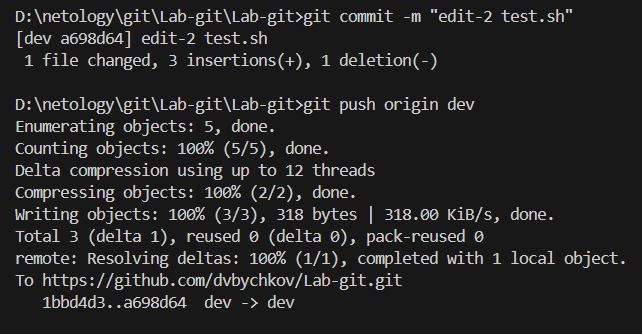 D:\netology\git\Lab-git\Lab-git>git commit -m "edit-2 test.sh"
[dev a698d64] edit-2 test.sh
 1 file changed, 3 insertions(+), 1 deletion(-)

D:\netology\git\Lab-git\Lab-git>git push origin dev
Enumerating objects: 5, done.
Counting objects: 100% (5/5), done.
Delta compression using up to 12 threads
Compressing objects: 100% (2/2), done.
Writing objects: 100% (3/3), 318 bytes | 318.00 KiB/s, done.
Total 3 (delta 1), reused 0 (delta 0), pack-reused 0
remote: Resolving deltas: 100% (1/1), completed with 1 local object.
To https://github.com/dvbychkov/Lab-git.git
   1bbd4d3..a698d64  dev -> dev